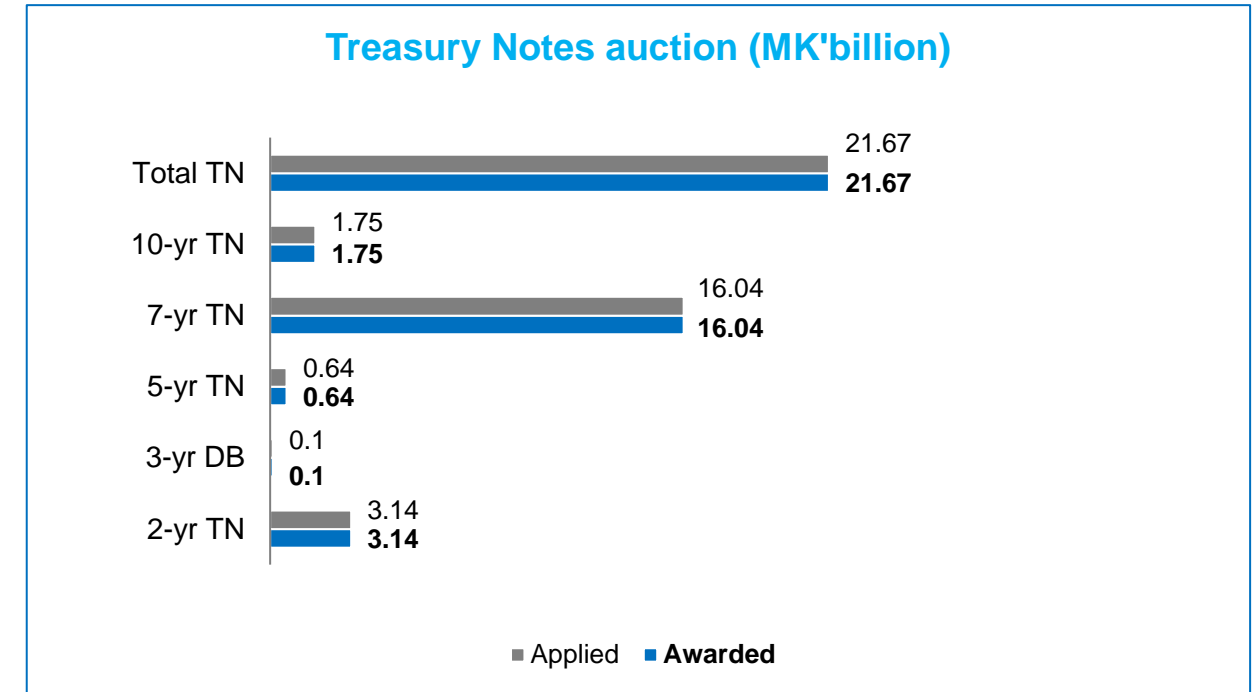 Treasury Notes auction (MK'billion)
Total TN
21.67
21.67
10-yr TN
1.75
1.75
7-yr TN
16.04
16.04
5-yr TN
0.64
0.64
3-yr DB
0.1
0.1
2-yr TN
3.14
3.14
Applied Awarded